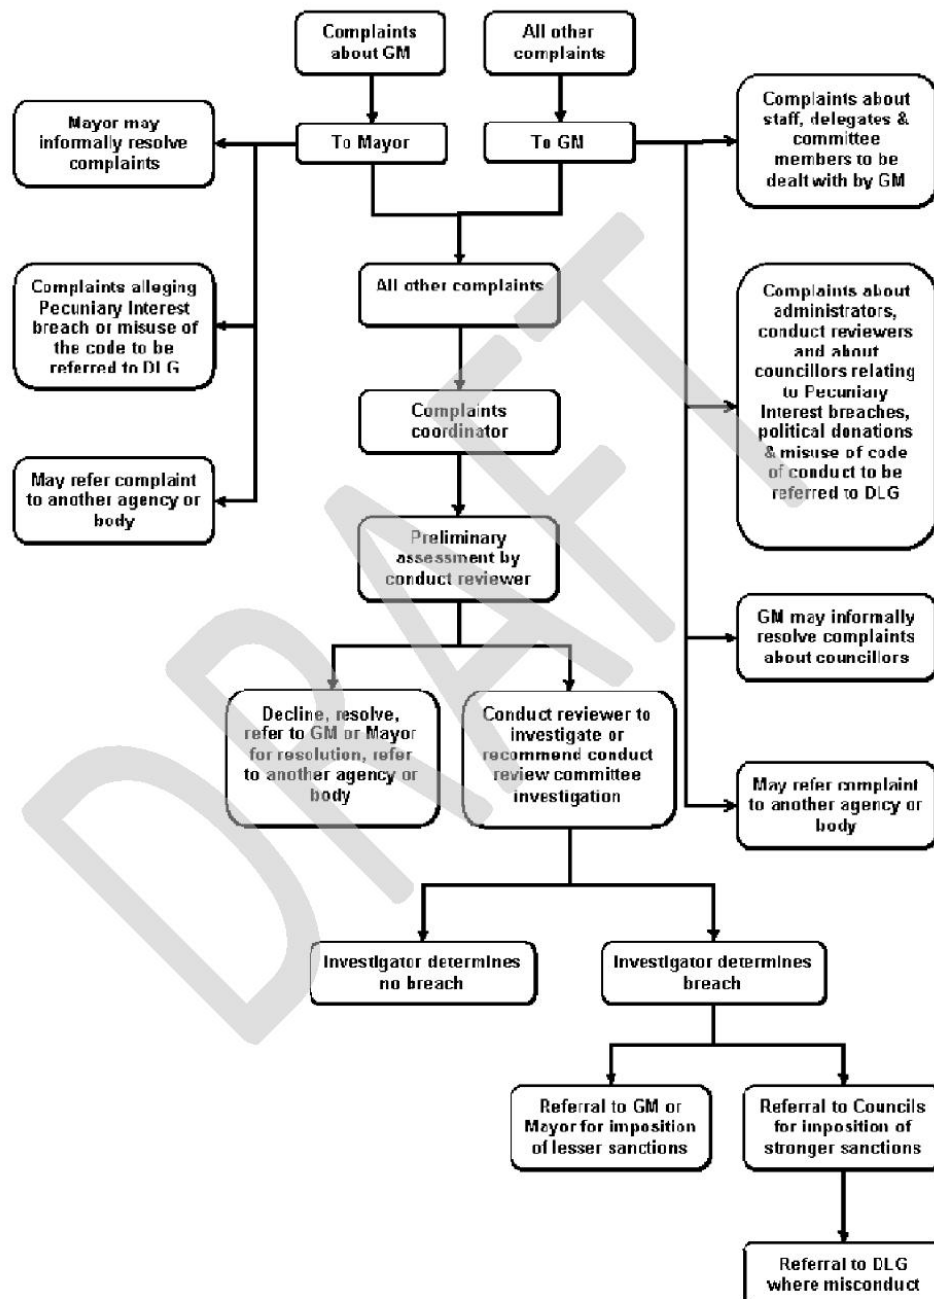 Complaints
about GM
All other
complaints
Mayor may
informally resolve
complaints
To Mayor
To GM
Complaints about
staff, delegates &
committee
members to be
dealt with by GM
Complaints alleging
Pecuniary Interest
breach or misuse of
the code to be
referred to DLG
All other complaints
Complaints about
administrators,
conduct reviewers
and about
councillors relating
to Pecuniary
Interest breaches,
political donations
& misuse of code
of conduct to be
referred to DLG
Complaints
coordinator
May refer complaint
to another agency or
body
Preliminary
assessment by
conduct reviewer
GM may informally
resolve complaints
about councillors
Decline, resolve,
refer to GM or Mayor
for resolution, refer
to another agency or
body
Conduct reviewer to
investigate or
recommend conduct
review committee
investigation
May refer complaint
to another agency or
body
Investigator determines
no breach
Investigator determines
breach
Referral to GM or
Mayor for imposition
of lesser sanctions
Referral to Councils
for imposition of
stronger sanctions
Referral to DLG
where misconduct
DRAFT